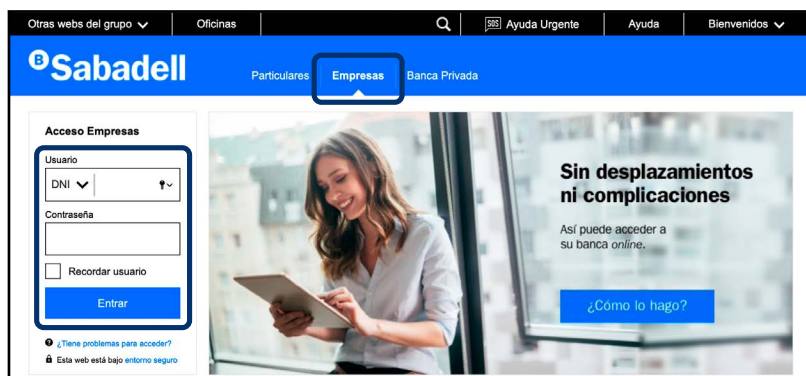 Otras webs del grupo
Oficinas
SOS Ayuda Urgente
Ayuda
Bienvenidos
BSabadell
Particulares
Empresas
Banca Privada
Acceso Empresas
Usuario
DNI
Contraseña
Recordar usuario
Entrar
¿Tiene problemas para acceder?
Esta web está bajo entorno seguro
Sin desplazamientos
ni complicaciones
Así puede acceder a
su banca online.
¿Cómo lo hago?